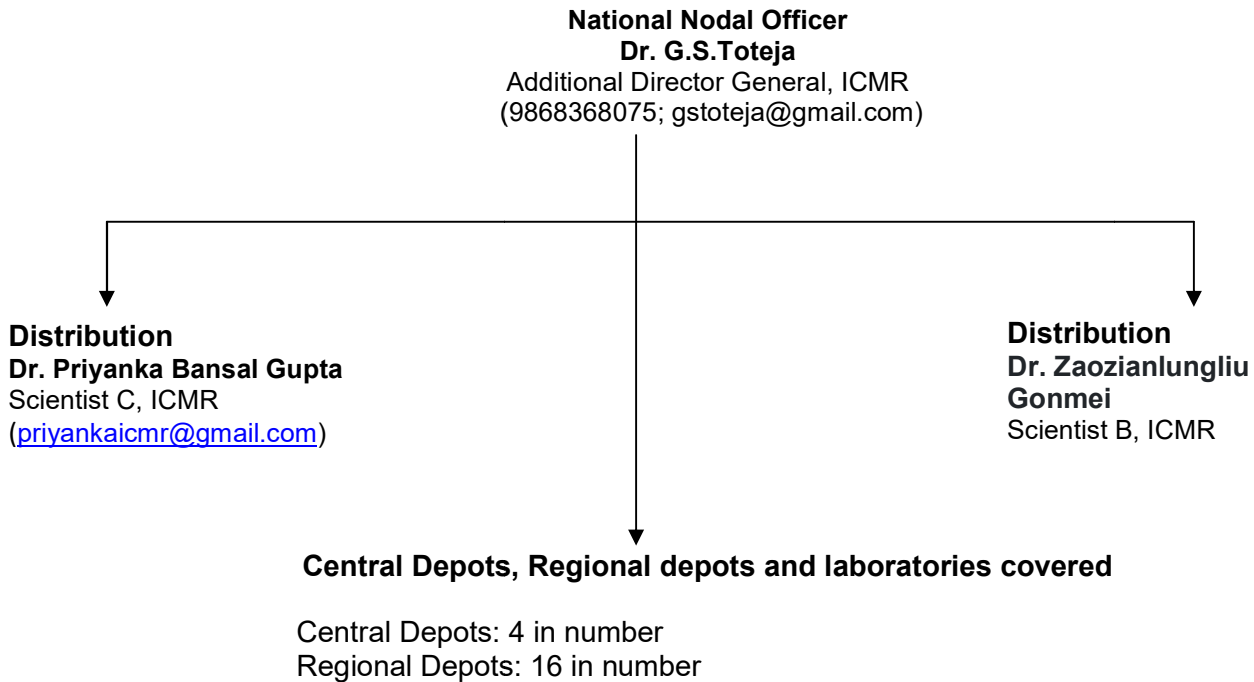 National Nodal Officer
Dr. G.S.Toteja
Additional Director General, ICMR
(9868368075; gstoteja@gmail.com)
Distribution
Dr. Priyanka Bansal Gupta
Scientist C, ICMR
(priyankaicmr@gmail.com)
Distribution
Dr. Zaozianlungliu
Gonmei
Scientist B, ICMR
Central Depots, Regional depots and laboratories covered
Central Depots: 4 in number
Regional Depots: 16 in number